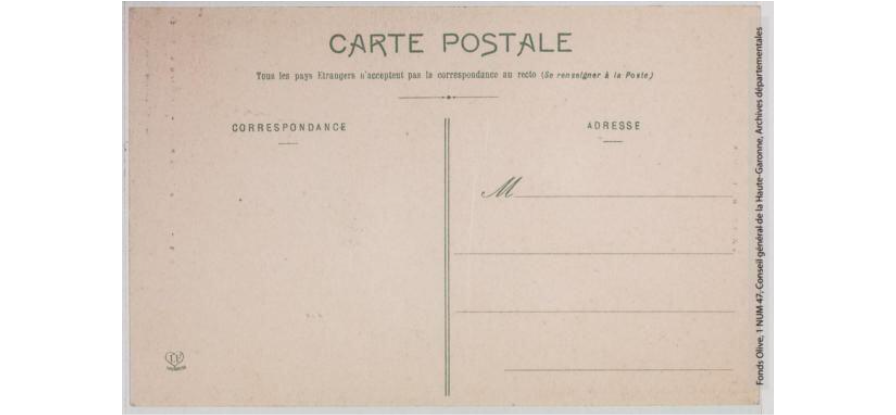 CARTE POSTALE
Tous les pays Etrangers n'acceptent pas la correspondance au recto (Se renseigner à la Poste)
CORRESPONDANCE
ADRESSE
M
Fonds Olive, 1 NUM 47, Conseil général de la Haute-Garonne, Archives départementales